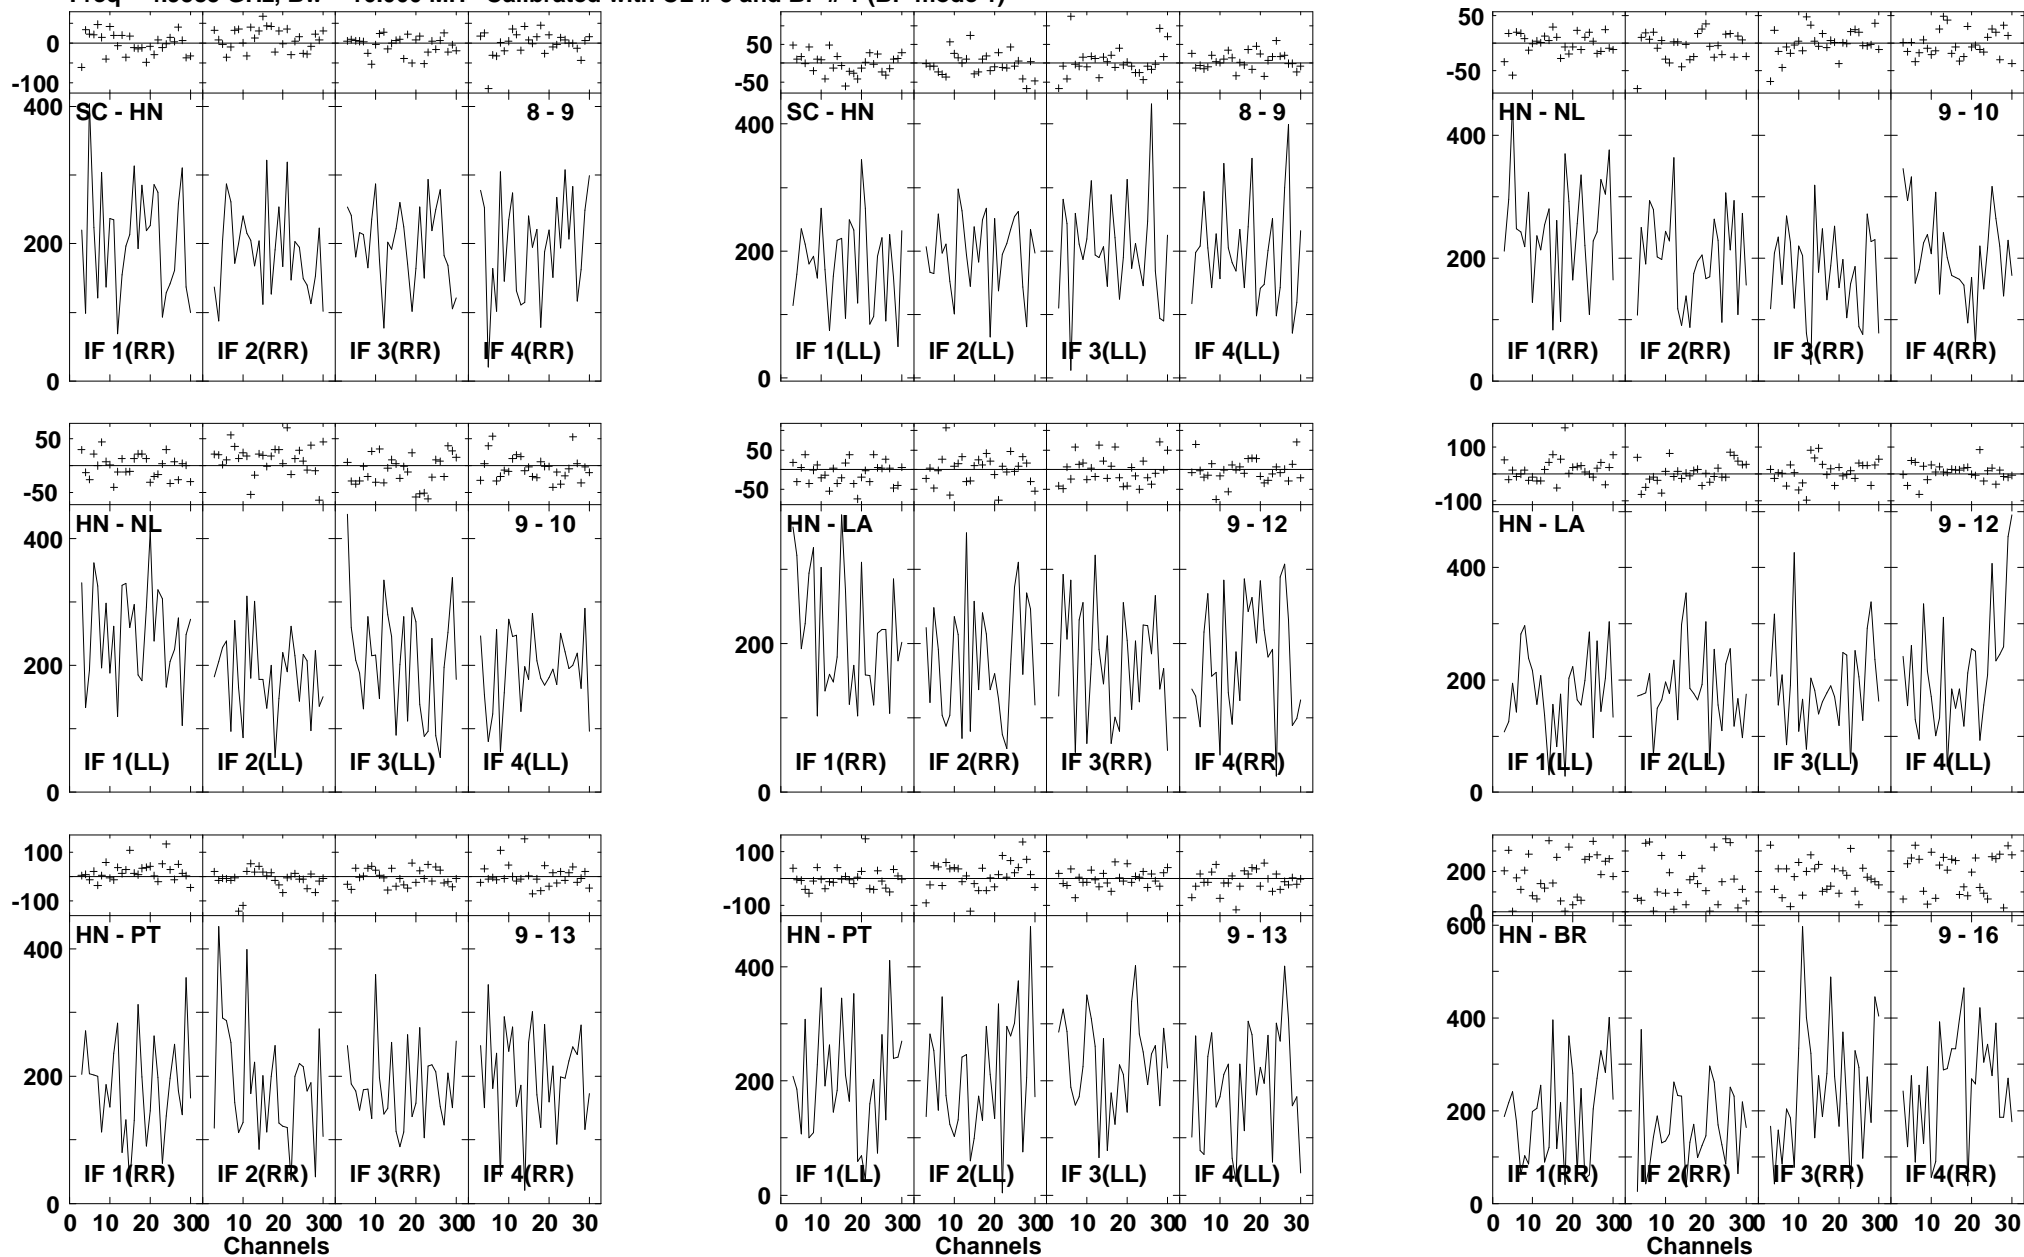 50 50
0 0
-50 -50
-100
SC - HN 8 - 9 SC - HN 8 - 9 HN - NL 9 - 10
400 400 400
200 200 200
IF 1(RR) IF 2(RR) IF 3(RR) IF 4(RR) IF 1(LL) IF 2(LL) IF 3(LL) IF 4(LL) IF 1(RR) IF 2(RR) IF 3(RR) IF 4(RR)
0 0 0
50 50 100
0
-50 -50 -100
HN - NL 9 - 10 HN - LA 9 - 12 HN - LA 9 - 12
400 400 400
200 200 200
IF 1(LL) IF 2(LL) IF 3(LL) IF 4(LL) IF 1(RR) IF 2(RR) IF 3(RR) IF 4(RR) IF 1(LL) IF 2(LL) IF 3(LL) IF 4(LL)
0 0 0
100 100 200
-100 -100 0
600
HN - PT 9 - 13 HN - PT 9 - 13 HN - BR 9 - 16
400 400 400
200 200 200
IF 1(RR) IF 2(RR) IF 3(RR) IF 4(RR) IF 1(LL) IF 2(LL) IF 3(LL) IF 4(LL) IF 1(RR) IF 2(RR) IF 3(RR) IF 4(RR)
0 0 0
0 10 20 30 0 10 20 30 0 10 20 30 0 10 20 30 0 10 20 30 0 10 20 30 0 10 20 30 0 10 20 30 0 10 20 30 0 10 20 30 0 10 20 30 0 10 20 30
Channels Channels Channels